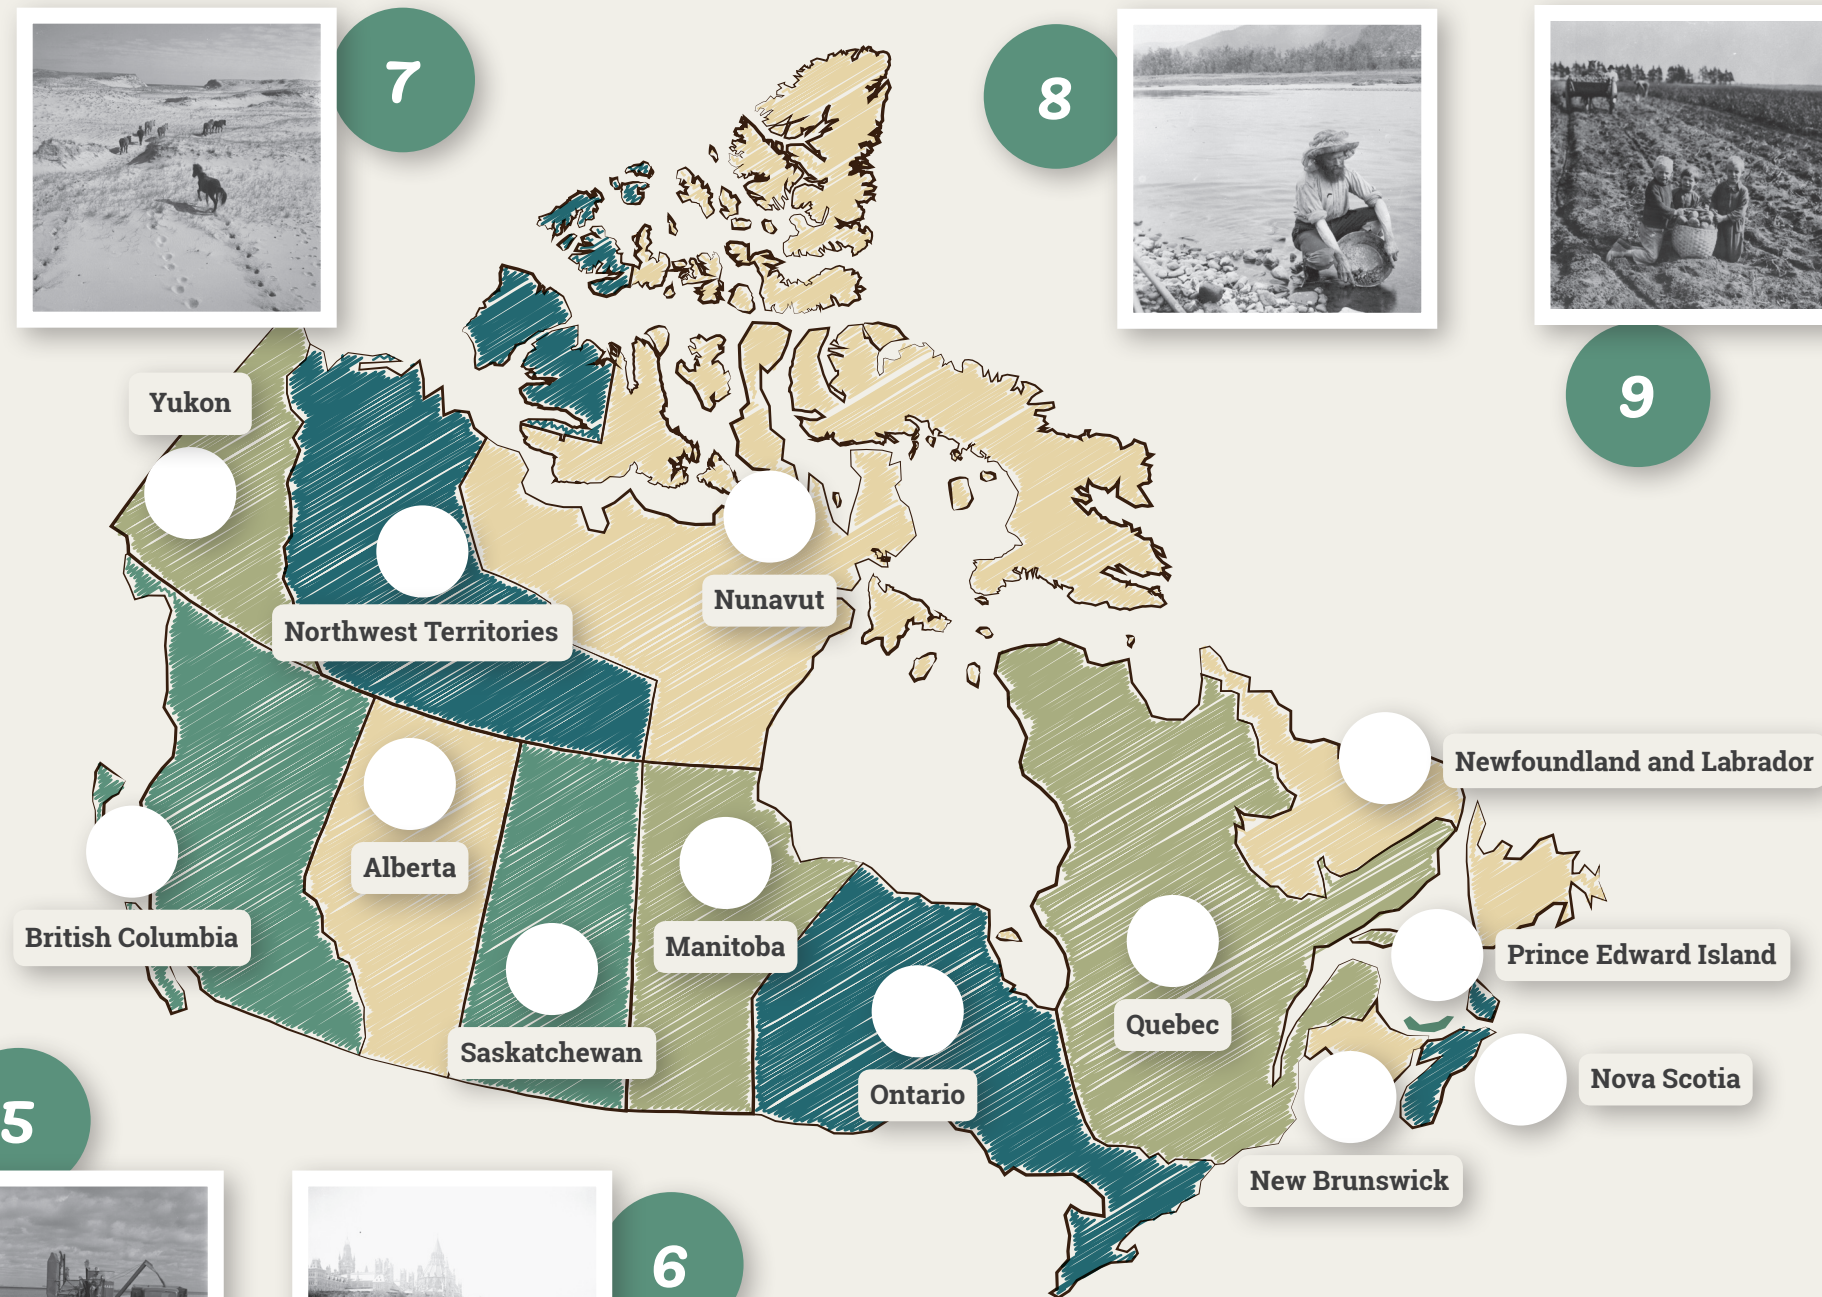 7
8
9
Yukon
Northwest Territories
Nunavut
Newfoundland and Labrador
Alberta
British Columbia
Manitoba
Prince Edward Island
Saskatchewan
Quebec
Ontario
Nova Scotia
New Brunswick
5
6